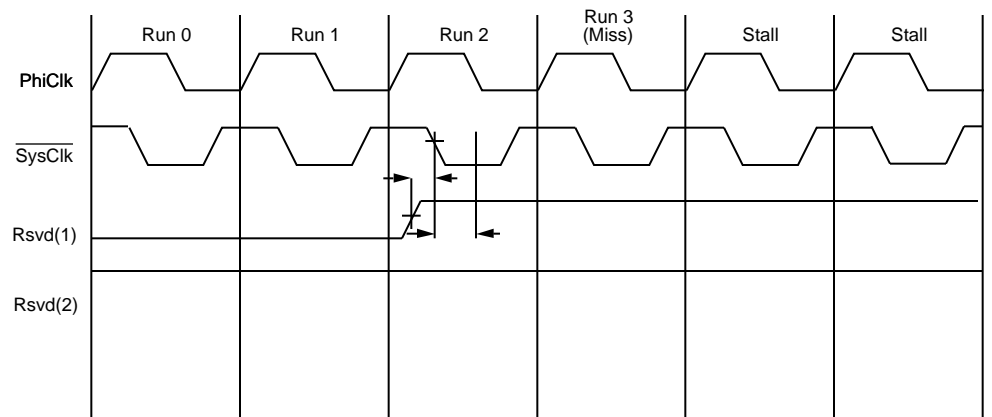 Run 0
Run 1
Run 2
Run 3
(Miss)
Stall
Stall
PhiClk
SysClk
Rsvd(1)
Rsvd(2)